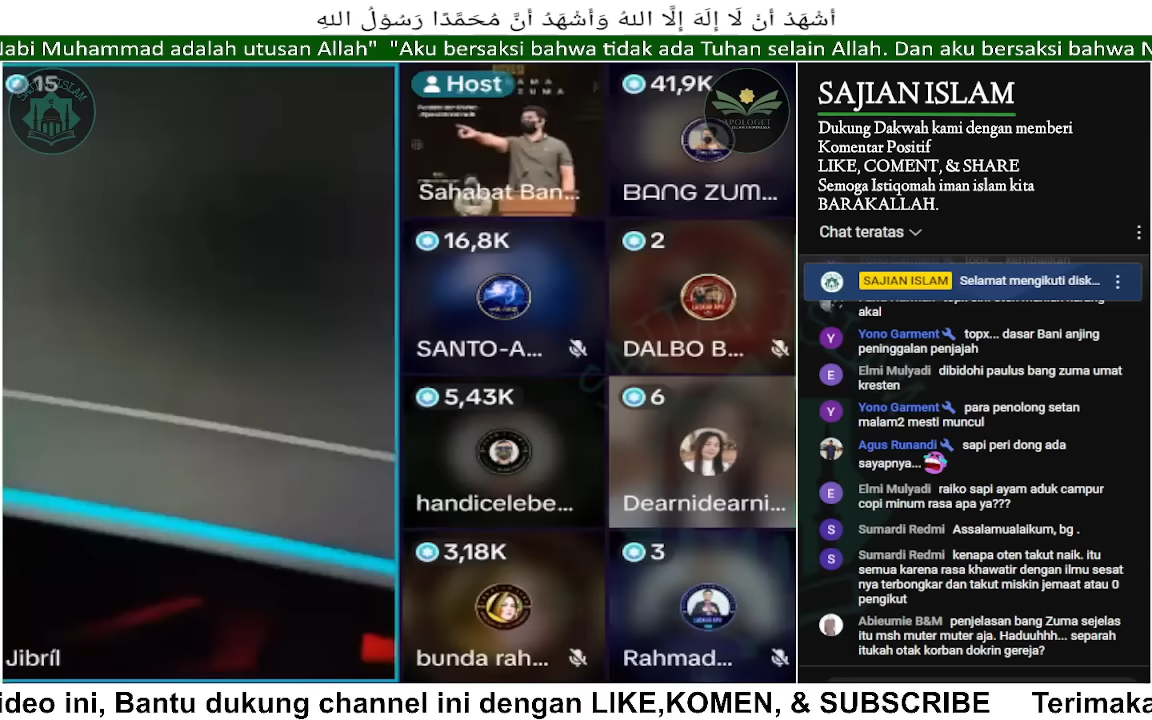 أشْهَدُ أنْ لَا إلَهَ إلَّا اللهُ وَأشْهَدُ أنَّ مُحَمَّدًا رَسُوْلُ اللهِ
Nabi Muhammad adalah utusan Allah" "Aku bersaksi bahwa tidak ada Tuhan selain Allah. Dan aku bersaksi bahwa N
15
Jibríl
Host
Sahabat Ban...
41,9K
APOLOGET
BANG ZUM...
16,8K
SANTO-A...
2
DALBO B...
5,43K
handicelebe...
6
Dearnidearni...
3,18K
bunda rah...
3
Rahmad...
SAJIAN ISLAM
Dukung Dakwah kami dengan memberi
Komentar Positif
LIKE, COMENT, & SHARE
Semoga Istiqomah iman islam kita
BARAKALLAH.
Chat teratas
SAJIAN ISLAM Selamat mengikuti disk...
akal
Yono Garment topx... dasar Bani anjing
peninggalan penjajah
Elmi Mulyadi dibidohi paulus bang zuma umat
kresten
Yono Garment para penolong setan
malam2 mesti muncul
Agus Runandi sapi peri dong ada
sayapnya...
Elmi Mulyadi raiko sapi ayam aduk campur
copi minum rasa apa ya???
Sumardi Redmi Assalamualaikum, bg .
Sumardi Redmi kenapa oten takut naik. itu
semua karena rasa khawatir dengan ilmu sesat
nya terbongkar dan takut miskin jemaat atau 0
pengikut
Abieumie B&M penjelasan bang Zuma sejelas
itu msh muter muter aja. Haduuhhh... separah
itukah otak korban dokrin gereja?
ideo ini, Bantu dukung channel ini dengan LIKE,KOMEN, & SUBSCRIBE Terimaka